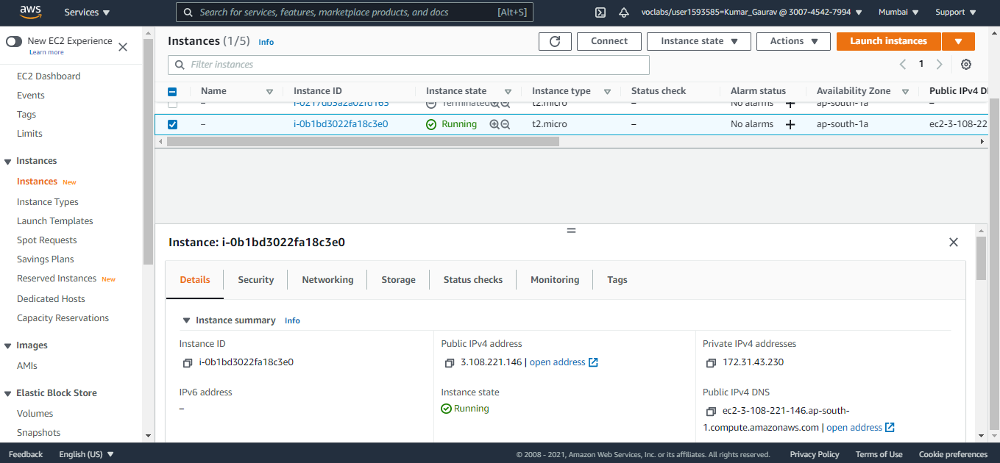 aws Services Search for services, features, marketplace products, and docs [Alt+S] voclabs/user1593585=Kumar_Gaurav @ 3007-4542-7994 Mumbai Support
New EC2 Experience
Learn more
EC2 Dashboard
Events
Tags
Limits
Instances
Instances New
Instance Types
Launch Templates
Spot Requests
Savings Plans
Reserved Instances New
Dedicated Hosts
Capacity Reservations
Images
AMIs
Elastic Block Store
Volumes
Snapshots
Instances (1/5) Info Connect Instance state Actions Launch instances
Filter instances 1
Name Instance ID Instance state Instance type Status check Alarm status Availability Zone Public IPv4 D
– Terminated t2.micro – No alarms + ap-south-1a –
– i-0b1bd3022fa18c3e0 Running t2.micro – No alarms + ap-south-1a ec2-3-108-22
Instance: i-0b1bd3022fa18c3e0
Details Security Networking Storage Status checks Monitoring Tags
Instance summary Info
Instance ID
i-0b1bd3022fa18c3e0
Public IPv4 address
3.108.221.146 | open address
Private IPv4 addresses
172.31.43.230
IPv6 address
–
Instance state
Running
Public IPv4 DNS
ec2-3-108-221-146.ap-south-
1.compute.amazonaws.com | open address
Feedback English (US) © 2008 - 2021, Amazon Web Services, Inc. or its affiliates. All rights reserved. Privacy Policy Terms of Use Cookie preferences